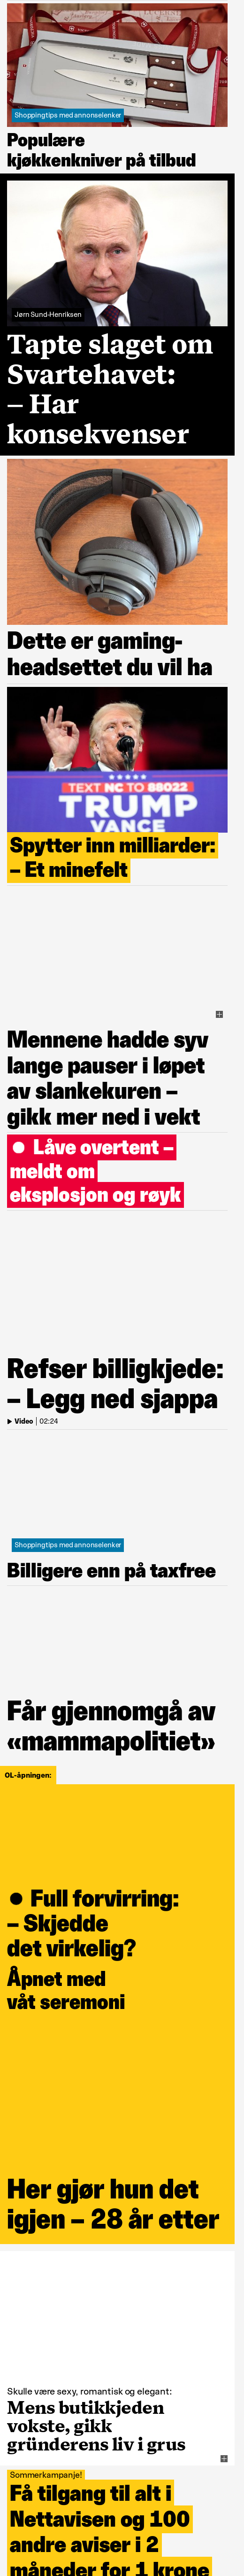 Shoppingtips med annonselenker
Populære
kjøkkenkniver på tilbud
Jørn Sund-Henriksen
Tapte slaget om
Svartehavet:
– Har
konsekvenser
Dette er gaming-
headsettet du vil ha
TEXT NC TO 88022
TRUMP
VANCE
Spytter inn milliarder:
– Et minefelt
Mennene hadde syv
lange pauser i løpet
av slankekuren –
gikk mer ned i vekt
● Låve overtent –
meldt om
eksplosjon og røyk
Refser billigkjede:
– Legg ned sjappa
Video | 02:24
Shoppingtips med annonselenker
Billigere enn på taxfree
Får gjennomgå av
«mammapolitiet»
OL-åpningen:
● Full forvirring:
– Skjedde
det virkelig?
Åpnet med
våt seremoni
Her gjør hun det
igjen – 28 år etter
Skulle være sexy, romantisk og elegant:
Mens butikkjeden
vokste, gikk
gründerens liv i grus
Sommerkampanje!
Få tilgang til alt i
Nettavisen og 100
andre aviser i 2
måneder for 1 krone